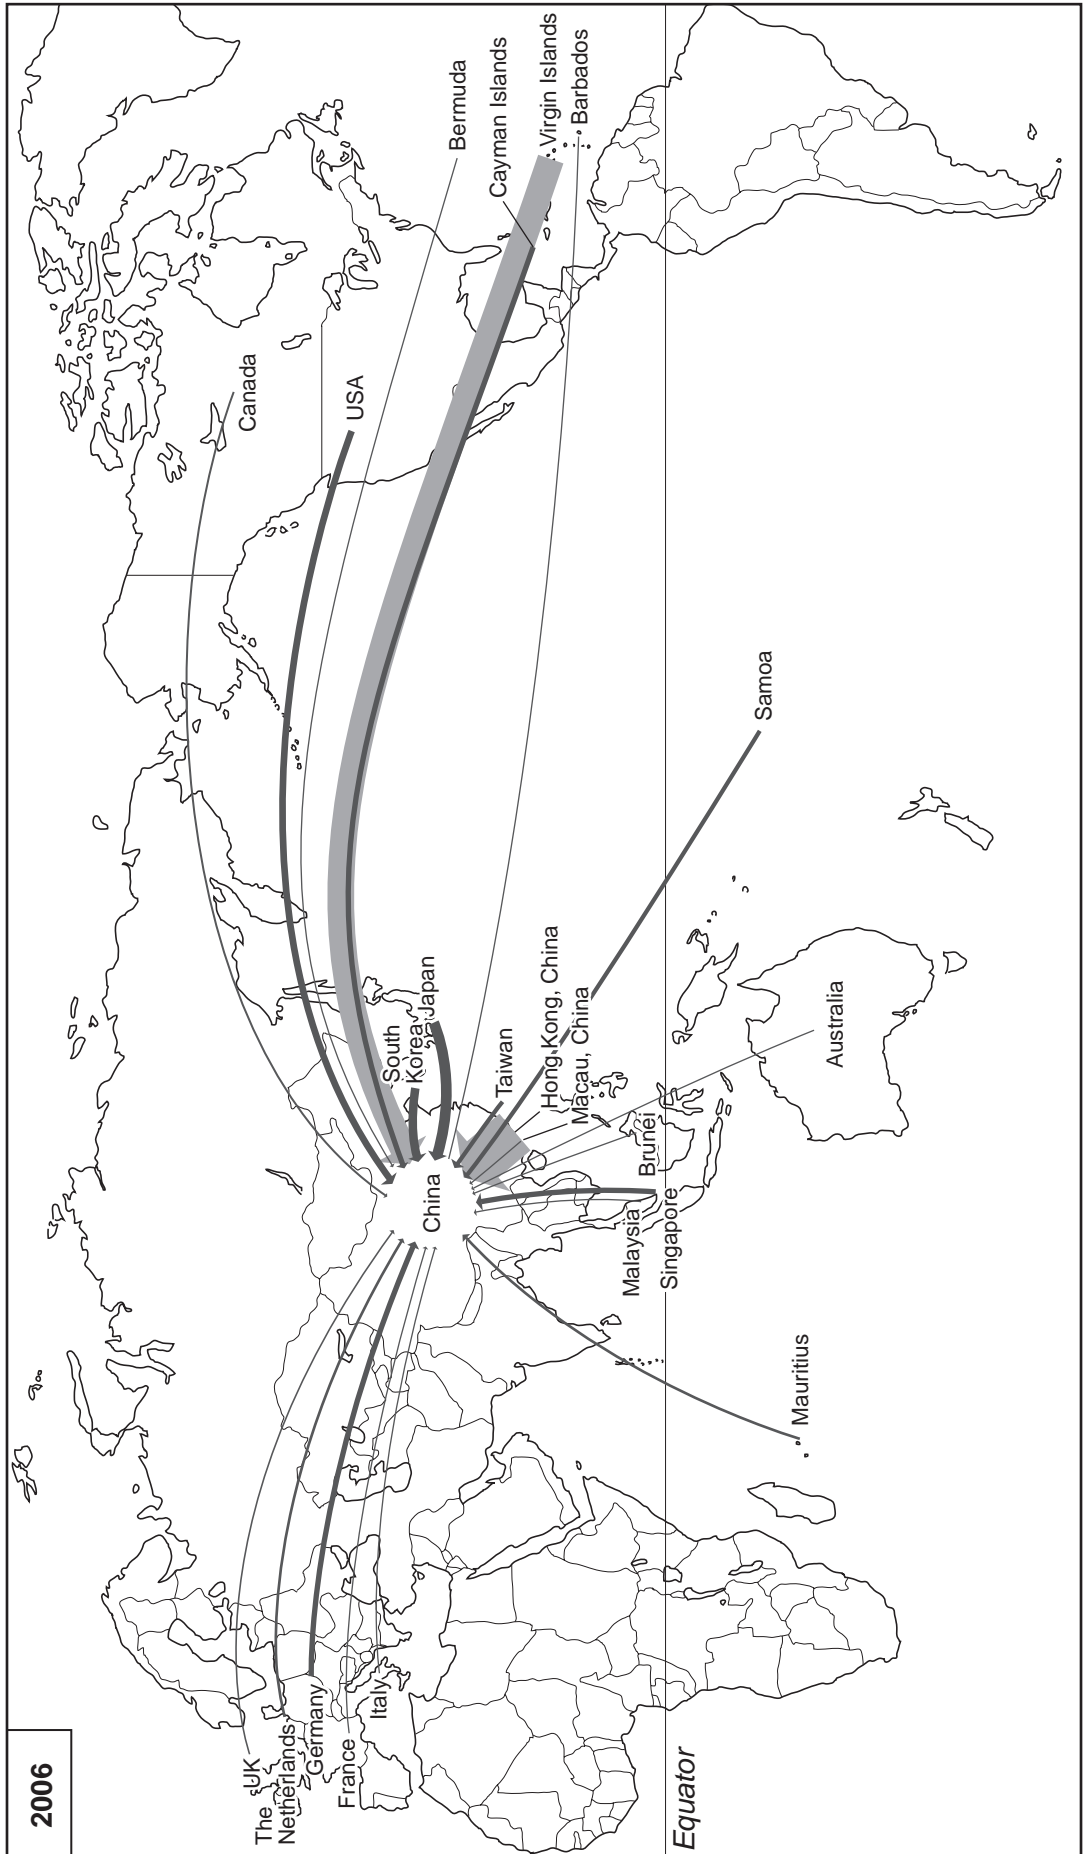 2006
Canada
USA
Bermuda
Cayman Islands
Virgin Islands
Barbados
UK
The
Netherlands
Germany
France
Italy
China
South
Korea
Japan
Taiwan
Hong Kong, China
Macau, China
Brunei
Malaysia
Singapore
Samoa
Australia
Mauritius
Equator